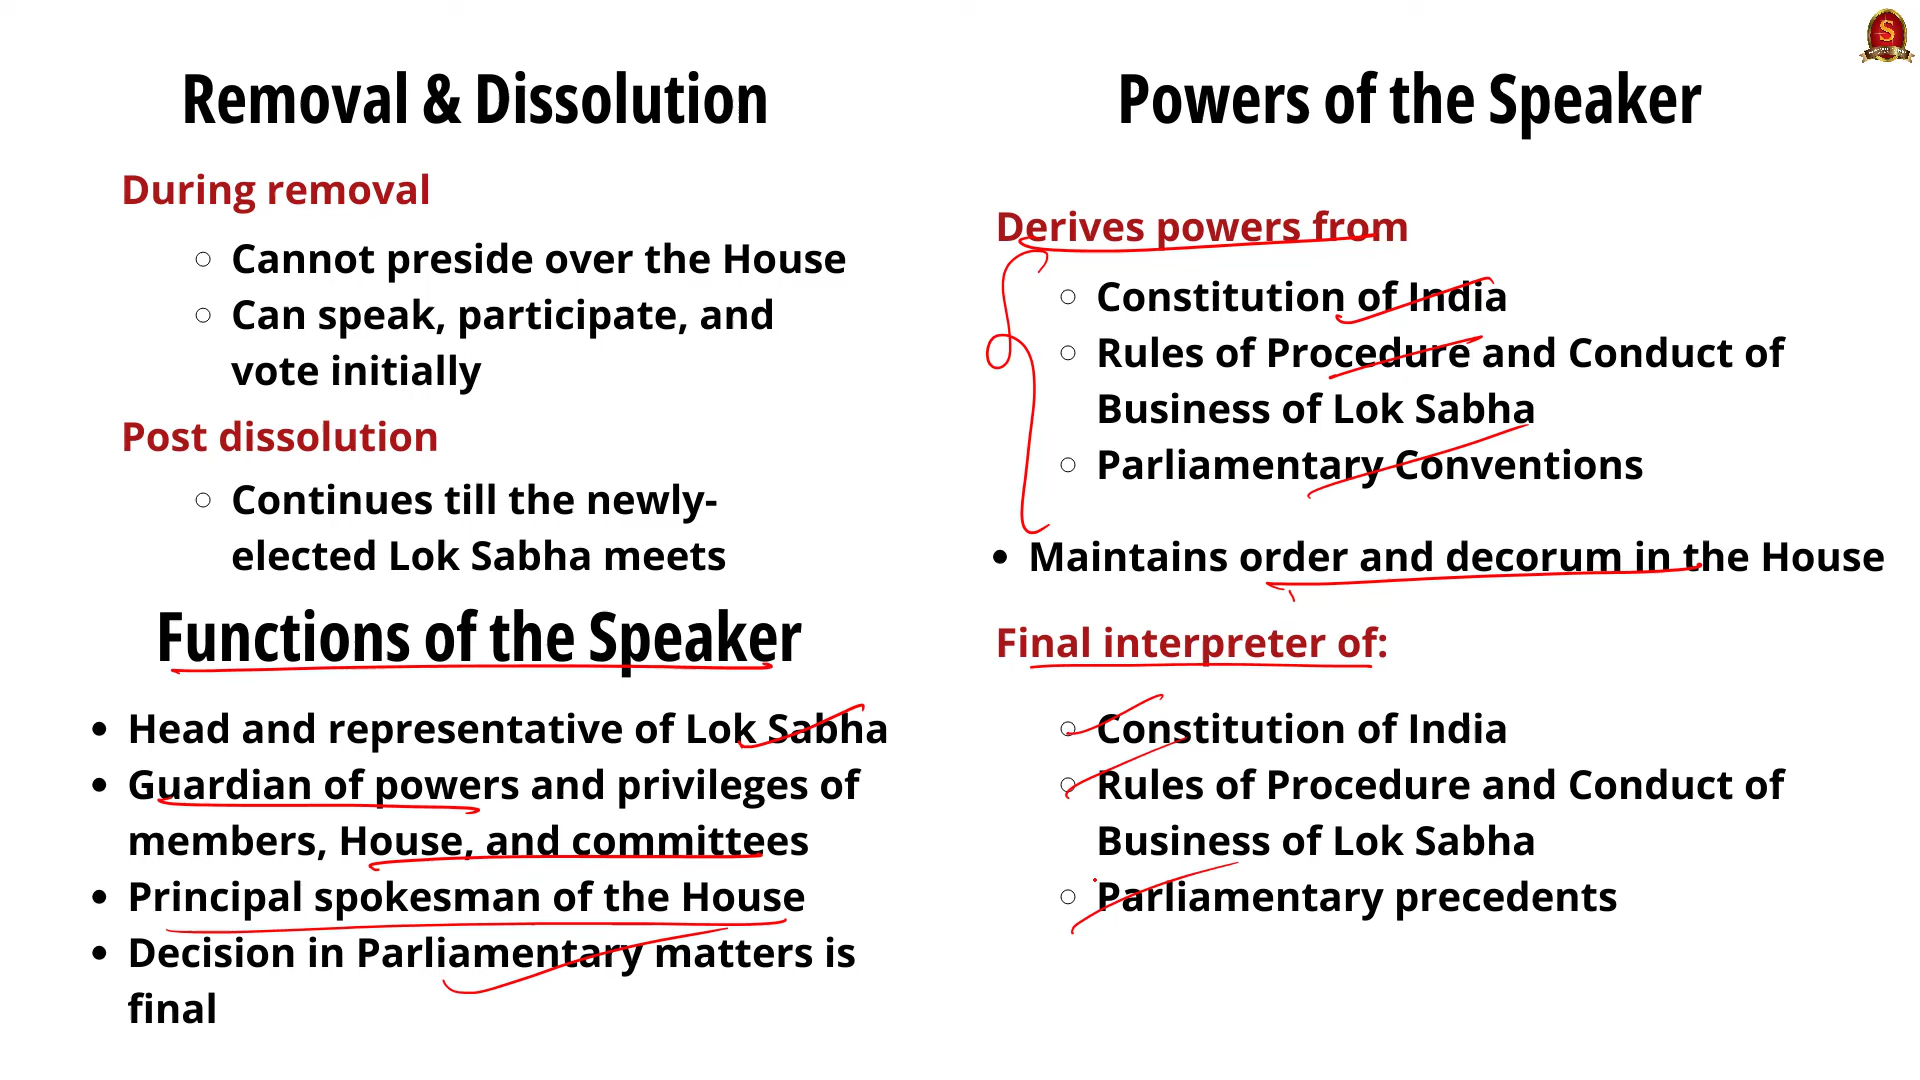 Removal & Dissolution
During removal
Cannot preside over the House
Can speak, participate, and
vote initially
Post dissolution
Continues till the newly-
elected Lok Sabha meets
Functions of the Speaker
Head and representative of Lok Sabha
Guardian of powers and privileges of
members, House, and committees
Principal spokesman of the House
Decision in Parliamentary matters is
final
S
Powers of the Speaker
Derives powers from
Constitution of India
Rules of Procedure and Conduct of
Business of Lok Sabha
Parliamentary Conventions
Maintains order and decorum in the House
Final interpreter of:
Constitution of India
Rules of Procedure and Conduct of
Business of Lok Sabha
Parliamentary precedents